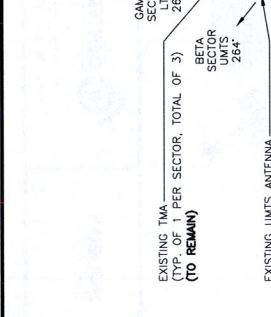 EXISTING TMA
(TYP. OF 1 PER SECTOR, TOTAL OF 3)
(TO REMAIN)
BETA
SECTOR
UMTS
264°
EXISTING UMTS ANTENNA